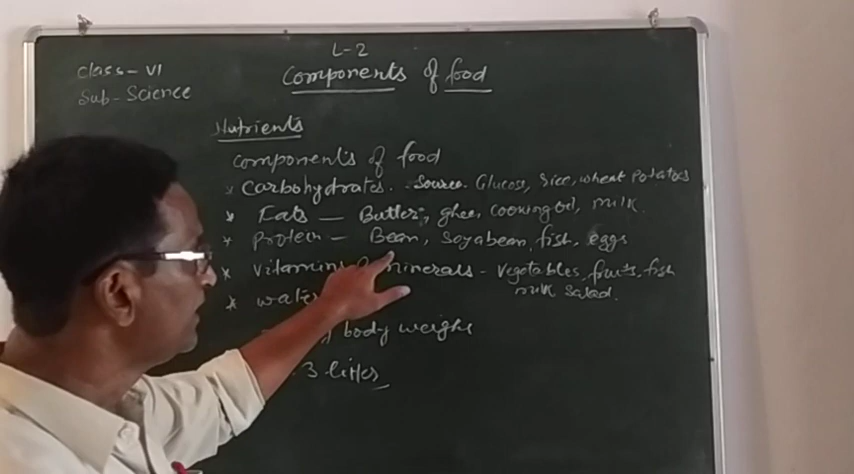 L-2
Class - VI
Components of food
Sub - Science
Nutrients
Components of food
* Carbohydrates - Source - Glucose, rice, wheat potatoes
* Fats - Butter, ghee, cooking oil, milk.
* Protein - Bean, Soyabean, fish, eggs
* Vitamins minerals - Vegetables, fruits, fish
milk salad.
* water
body weight
3 litres